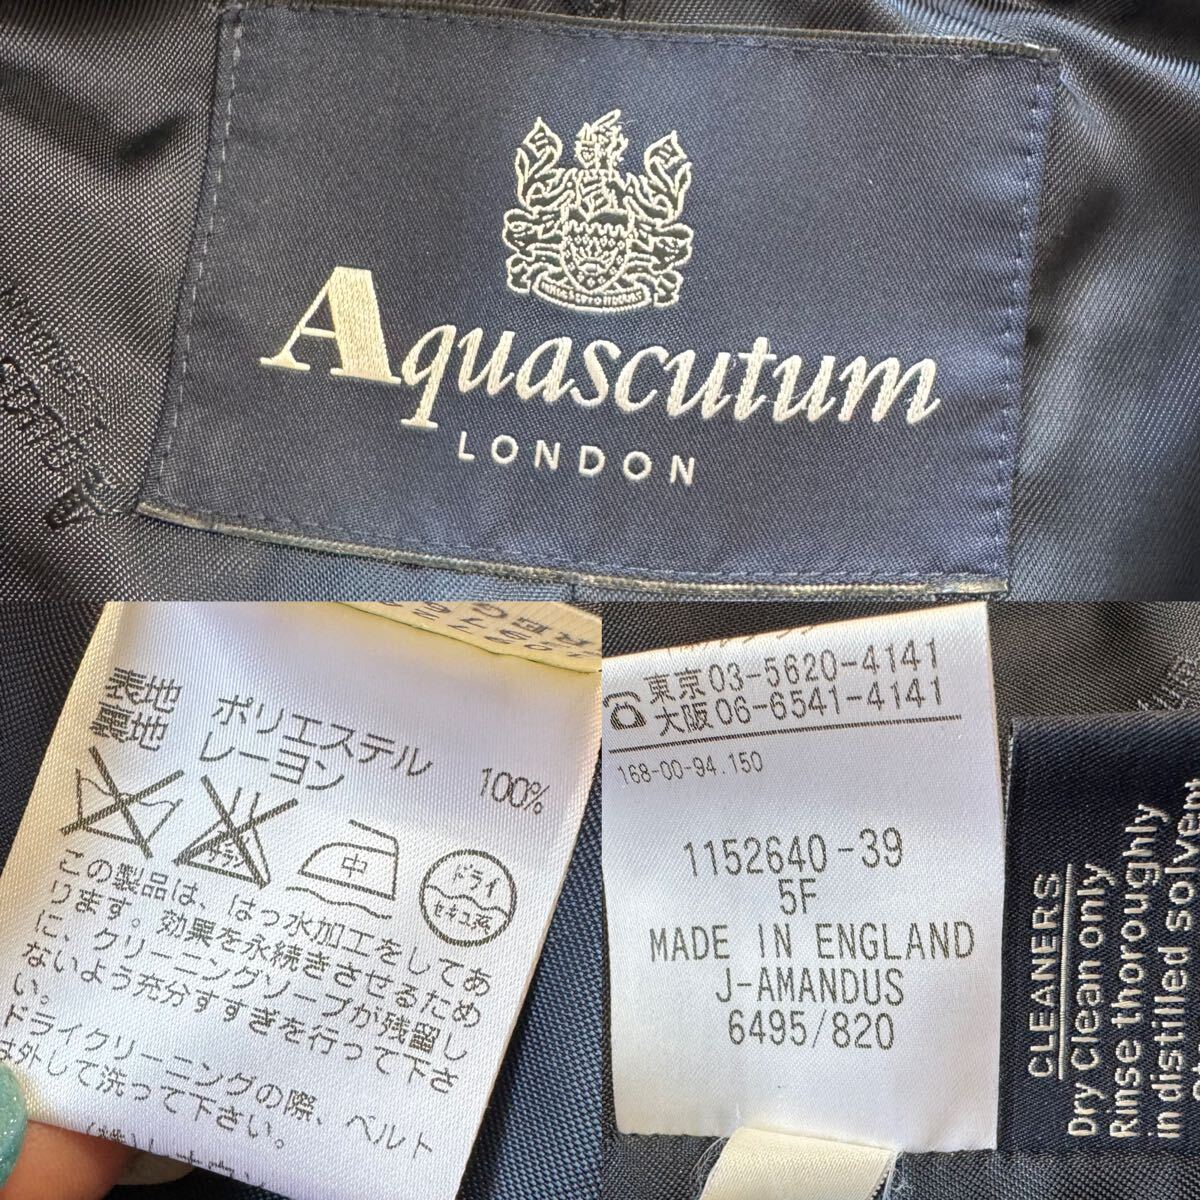 Aquascutum
LONDON
表地 ポリエステル
裏地 レーヨン 100%
中
ドライ
セキユ系
この製品は、はっ水加工をしてあ
ります。効果を永続きさせるため
に、クリーニングソープが残留し
ないよう充分すすぎを行って下さ
い。
ドライクリーニングの際、ベルト
は外して洗って下さい。
東京03-5620-4141
大阪06-6541-4141
168-00-94.150
1152640-39
5F
MADE IN ENGLAND
J-AMANDUS
6495/820
CLEANERS
Dry Clean only
Rinse thoroughly
in distilled solvent